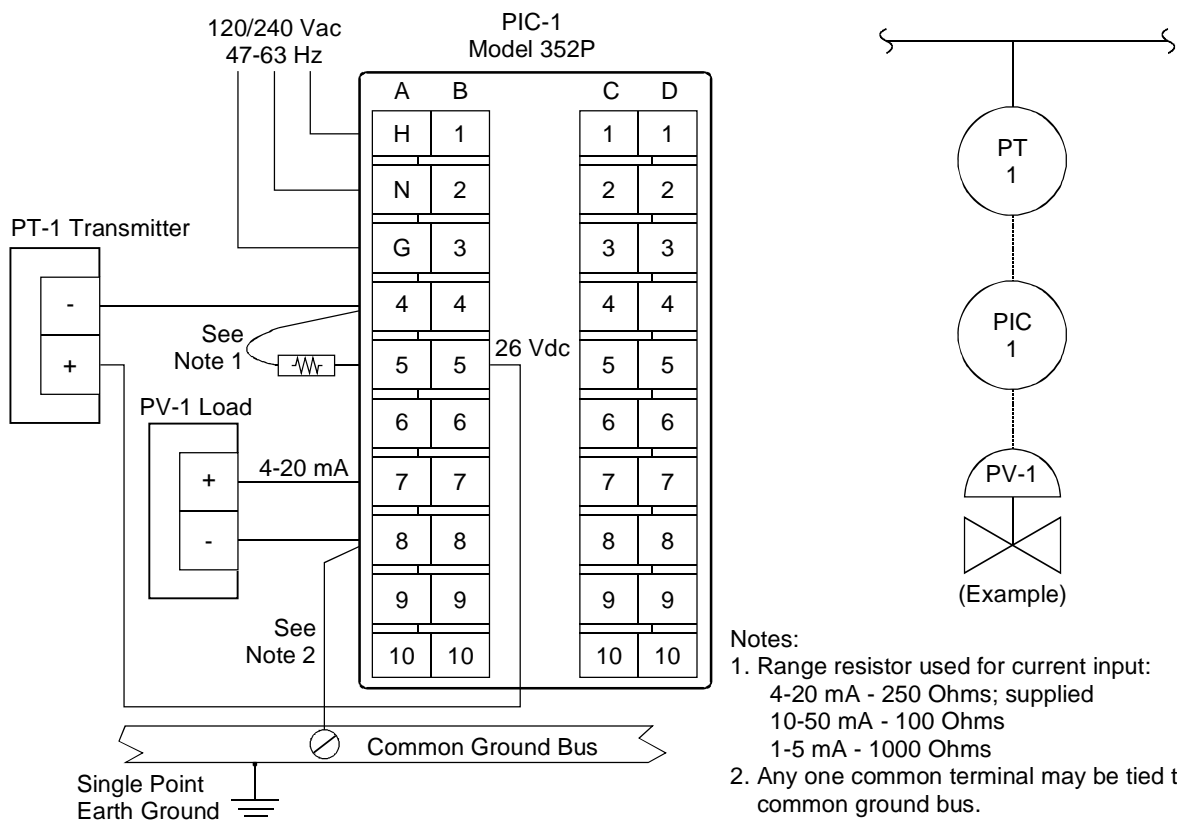 120/240 Vac
47-63 Hz
PIC-1
Model 352P
A B C D
H 1 1 1
N 2 2 2
G 3 3 3
4 4 4 4
5 5 5 5
6 6 6 6
7 7 7 7
8 8 8 8
9 9 9 9
10 10 10 10
PT-1 Transmitter
-
+
See
Note 1
26 Vdc
PV-1 Load
+
-
4-20 mA
See
Note 2
Common Ground Bus
Single Point
Earth Ground
PT
1
PIC
1
PV-1
(Example)
Notes:
1. Range resistor used for current input:
4-20 mA - 250 Ohms; supplied
10-50 mA - 100 Ohms
1-5 mA - 1000 Ohms
2. Any one common terminal may be tied t
common ground bus.